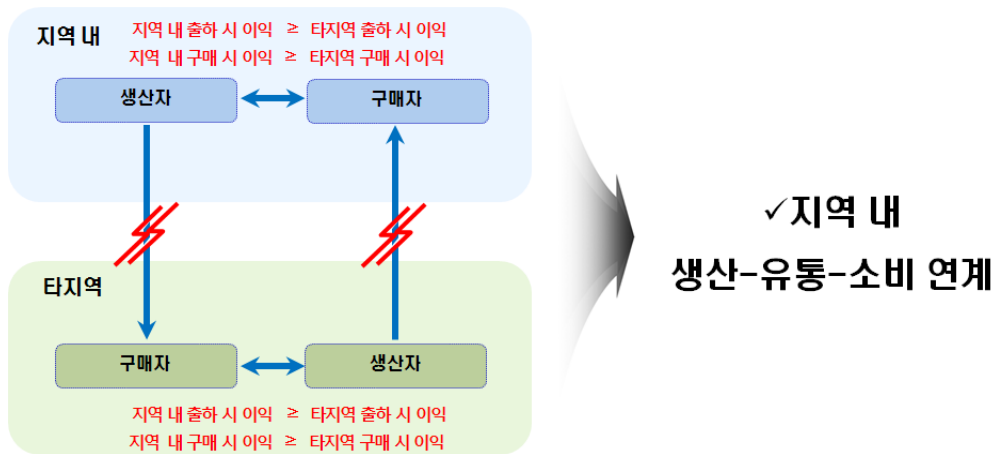 지역 내
지역 내 출하 시 이익 ≥ 타지역 출하 시 이익
지역 내 구매 시 이익 ≥ 타지역 구매 시 이익
생산자
구매자
타지역
구매자
생산자
지역 내 출하 시 이익 ≥ 타지역 출하 시 이익
지역 내 구매 시 이익 ≥ 타지역 구매 시 이익
✓지역 내
생산-유통-소비 연계